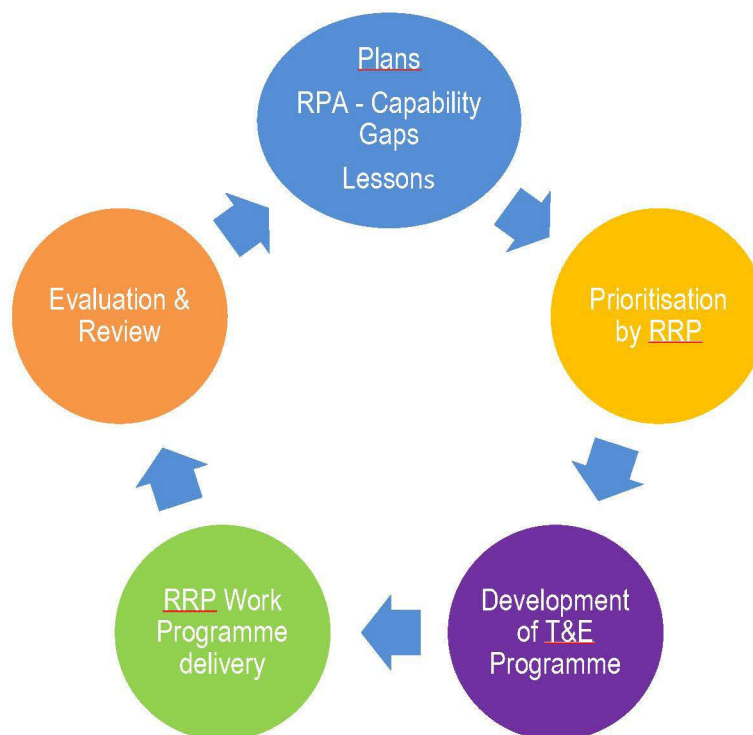 Plans
RPA - Capability
Gaps
Lessons
Prioritisation
by RRP
Development
of T&E
Programme
RRP Work
Programme
delivery
Evaluation &
Review